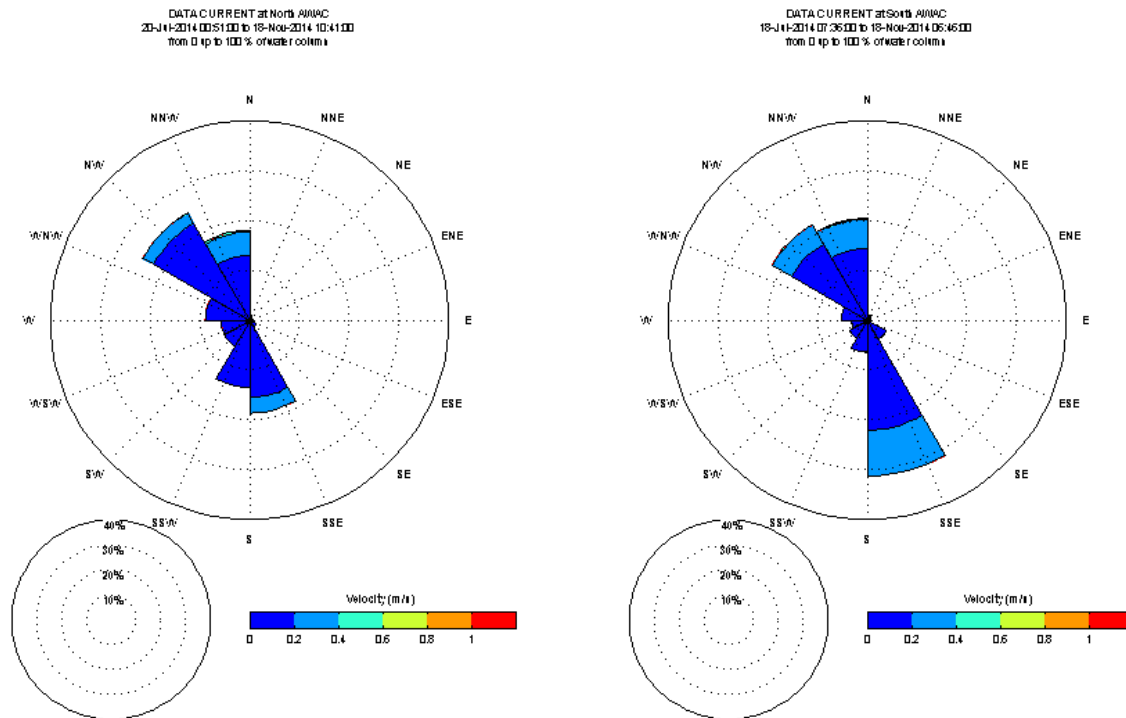 DATA CURRENT at North AWAC
20-Jul-2014 00:51:00 to 18-Nov-2014 10:41:00
from 0 up to 100 % of water column
N
NNE
NE
ENE
E
ESE
SE
SSE
S
SSW
SW
WSW
W
WNW
NW
NNW
40%
30%
20%
10%
Velocity (m/s)
0 0.2 0.4 0.6 0.8 1
DATA CURRENT at South AWAC
18-Jul-2014 07:36:00 to 18-Nov-2014 06:46:00
from 0 up to 100 % of water column
N
NNE
NE
ENE
E
ESE
SE
SSE
S
SSW
SW
WSW
W
WNW
NW
NNW
40%
30%
20%
10%
Velocity (m/s)
0 0.2 0.4 0.6 0.8 1